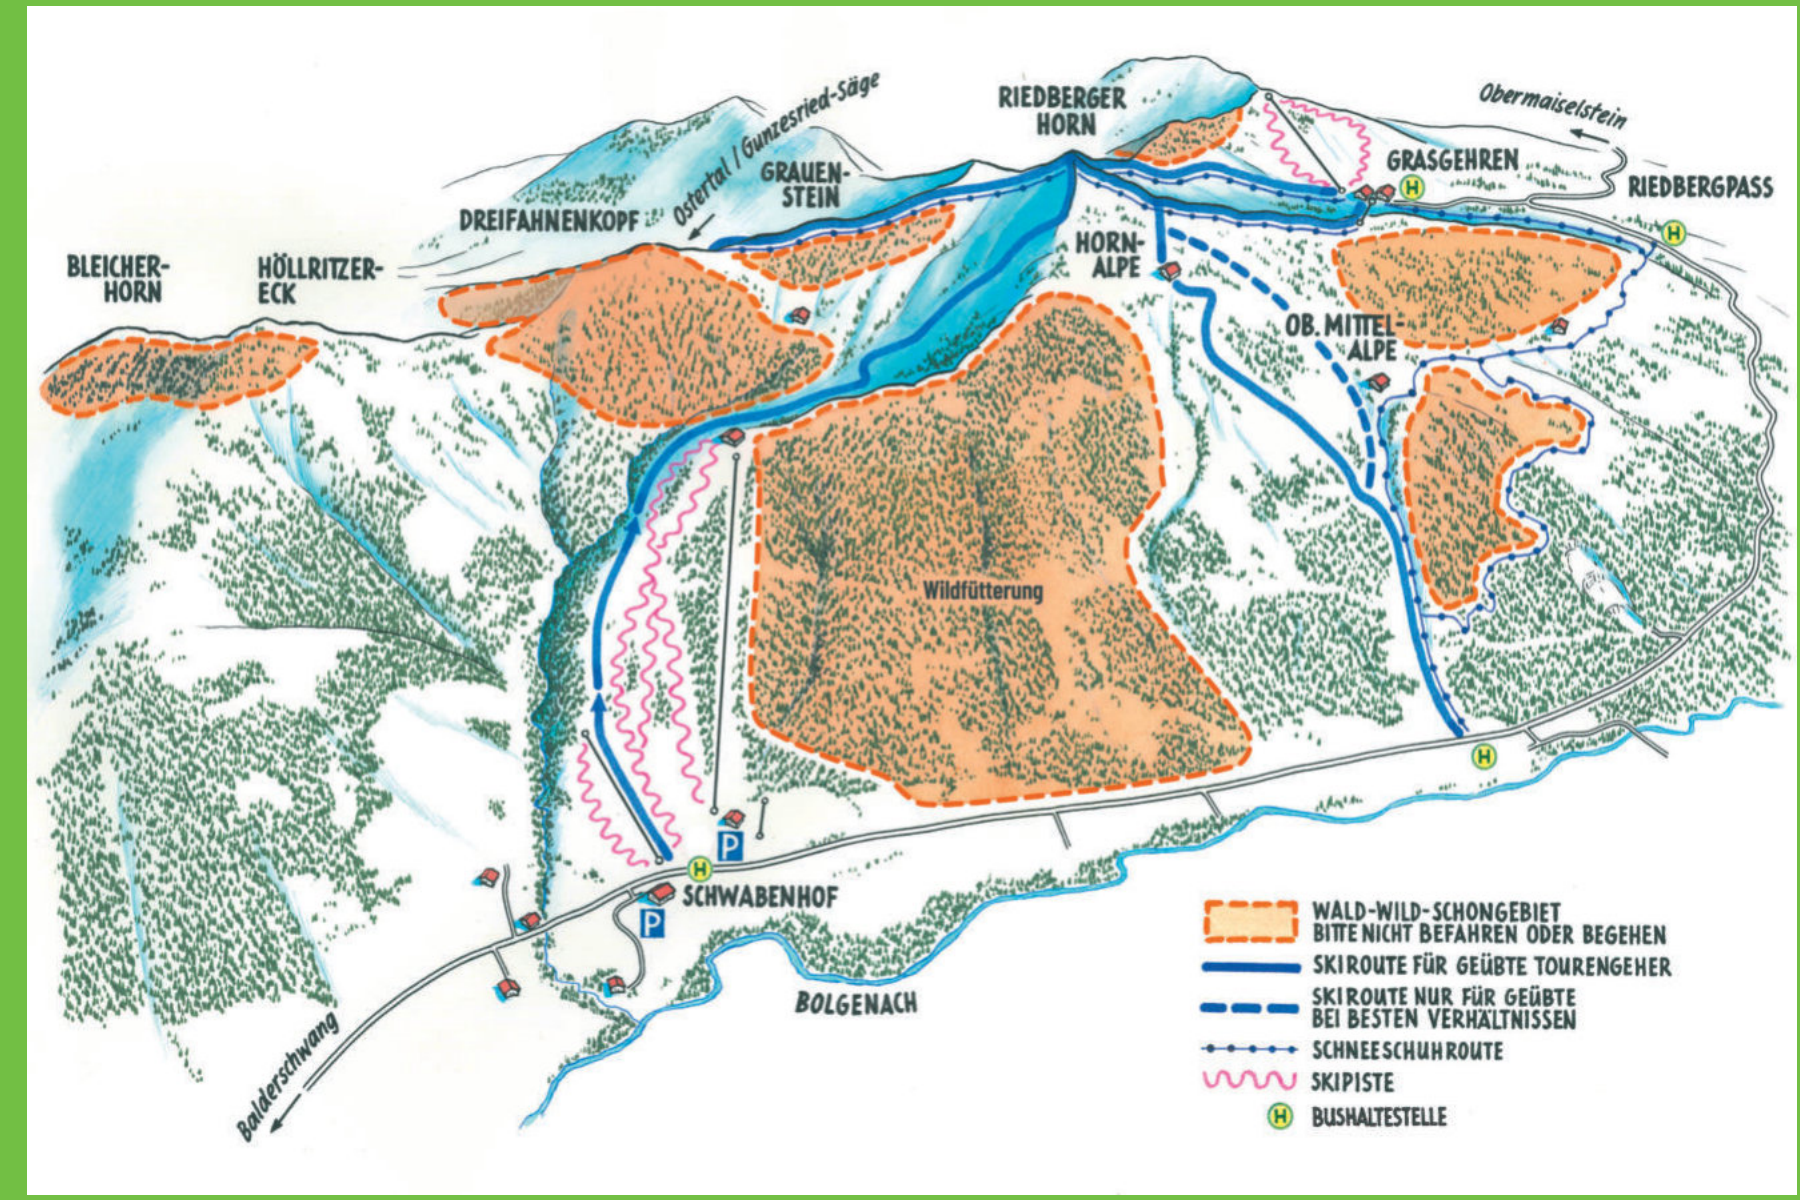 Ostertal / Gunzesried-Säge
RIEDBERGER
HORN
Obermaiselstein
GRASGEHREN
H
RIEDBERGPASS
H
GRAUEN-
STEIN
DREIFAHNENKOPF
HORN-
ALPE
BLEICHER-
HORN
HÖLLRITZER-
ECK
OB. MITTEL-
ALPE
Wildfütterung
H
P
H
SCHWABENHOF
P
BOLGENACH
Balderschwang
WALD-WILD-SCHONGEBIET
BITTE NICHT BEFAHREN ODER BEGEHEN
SKIROUTE FÜR GEÜBTE TOURENGEHER
SKIROUTE NUR FÜR GEÜBTE
BEI BESTEN VERHÄLTNISSEN
SCHNEESCHUHROUTE
SKIPISTE
H BUSHALTESTELLE